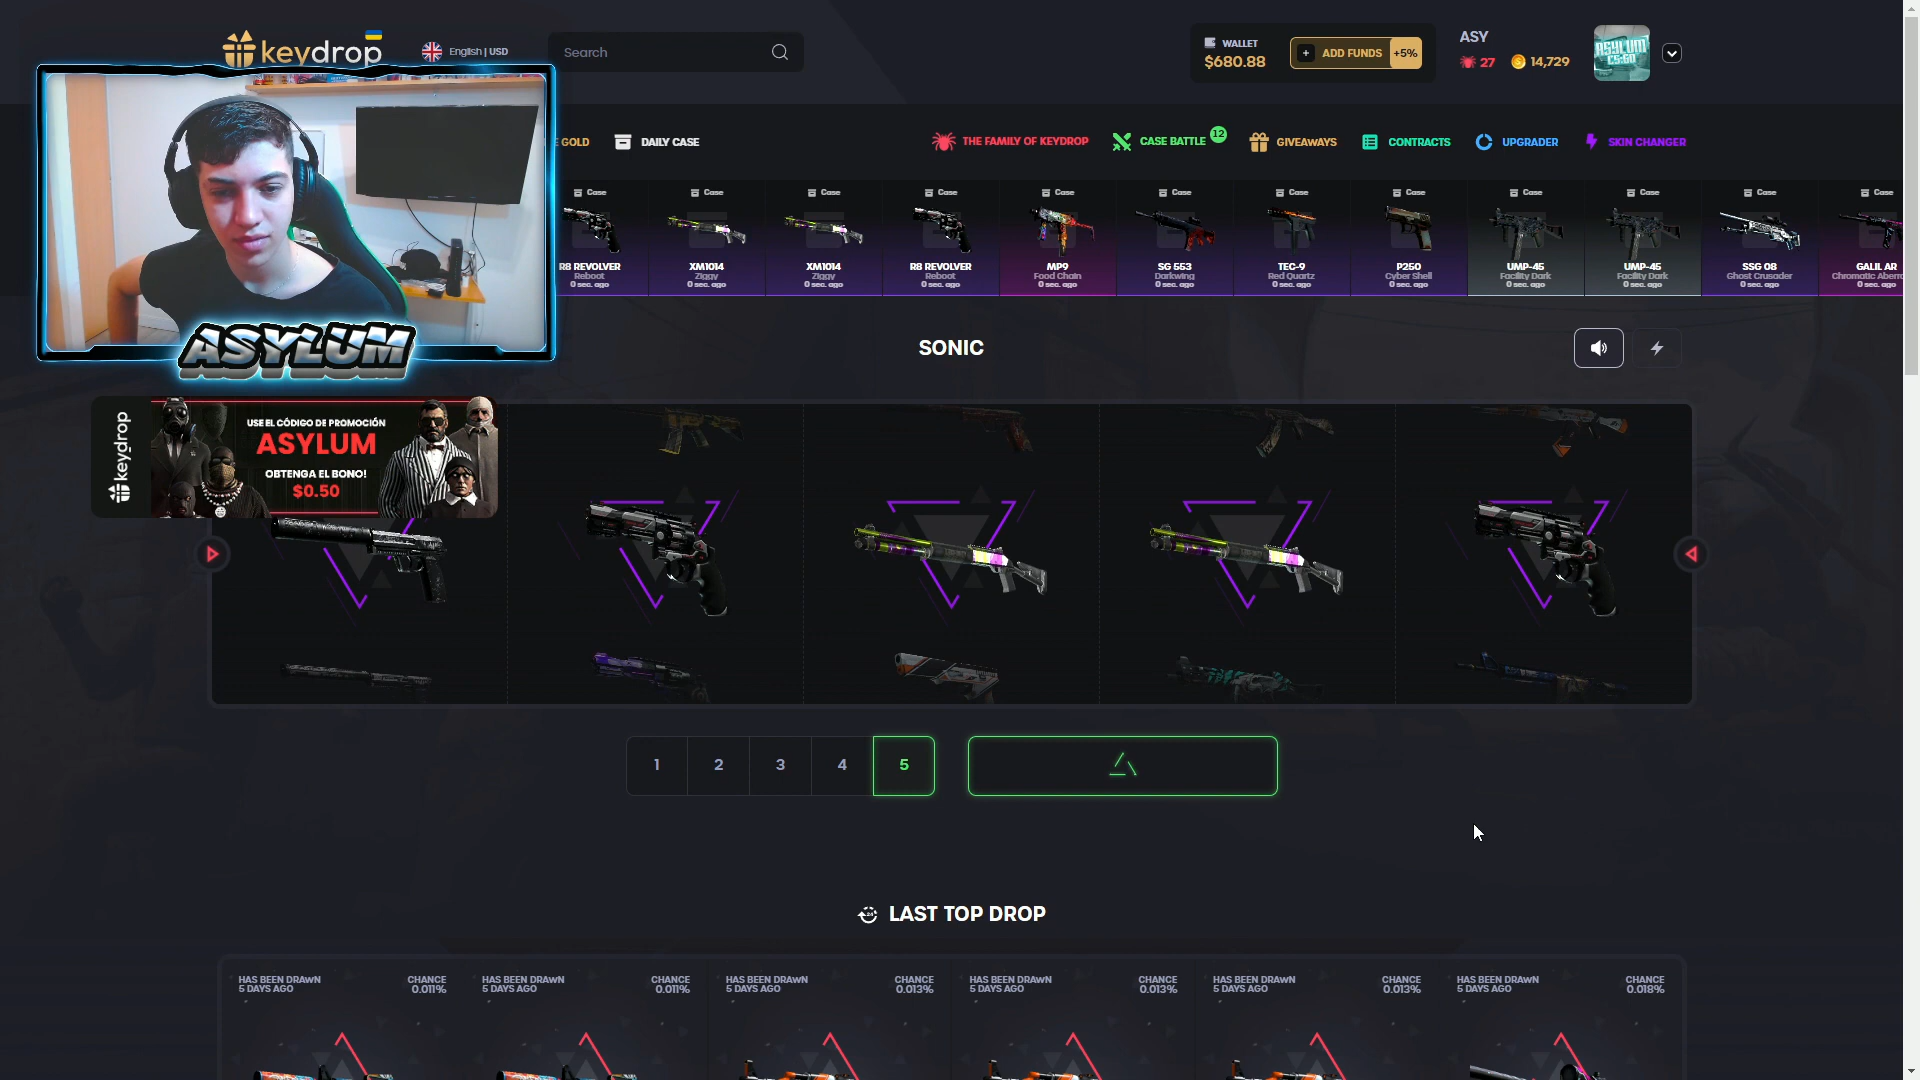 keydrop
English | USD
Search
WALLET
$680.88
+ ADD FUNDS +5%
ASY
27
14,729
ASYLUM
GOLD
DAILY CASE
THE FAMILY OF KEYDROP
CASE BATTLE
12
GIVEAWAYS
CONTRACTS
UPGRADER
SKIN CHANGER
Case Case Case Case Case Case Case Case Case Case Case Case
R8 REVOLVER
Reboot
0 sec. ago
XM1014
Ziggy
0 sec. ago
XM1014
Ziggy
0 sec. ago
R8 REVOLVER
Reboot
0 sec. ago
MP9
Food Chain
0 sec. ago
SG 553
Darkwing
0 sec. ago
TEC-9
Red Quartz
0 sec. ago
P250
Cyber Shell
0 sec. ago
UMP-45
Facility Dark
0 sec. ago
UMP-45
Facility Dark
0 sec. ago
SSG 08
Ghost Crusader
0 sec. ago
GALIL AR
Chromatic
0 sec. ago
ASYLUM
SONIC
keydrop
USE EL CÓDIGO DE PROMOCIÓN
ASYLUM
OBTENGA EL BONO!
$0.50
1 2 3 4 5
LAST TOP DROP
HAS BEEN DRAWN
5 DAYS AGO
CHANCE
0.011%
HAS BEEN DRAWN
5 DAYS AGO
CHANCE
0.011%
HAS BEEN DRAWN
5 DAYS AGO
CHANCE
0.013%
HAS BEEN DRAWN
5 DAYS AGO
CHANCE
0.013%
HAS BEEN DRAWN
5 DAYS AGO
CHANCE
0.013%
HAS BEEN DRAWN
5 DAYS AGO
CHANCE
0.018%